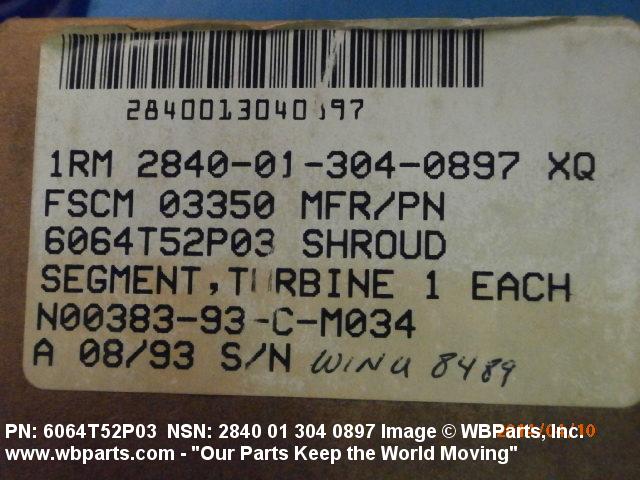 2840013040 97
1RM 2840-01-304-0897 XQ
FSCM 03350 MFR/PN
6064T52P03 SHROUD
SEGMENT, TURBINE 1 EACH
N00383-93-C-M034
A 08/93 S/N WINU 8489
PN: 6064T52P03 NSN: 2840 01 304 0897 Image © WBParts, Inc.
www.wbparts.com - "Our Parts Keep the World Moving"